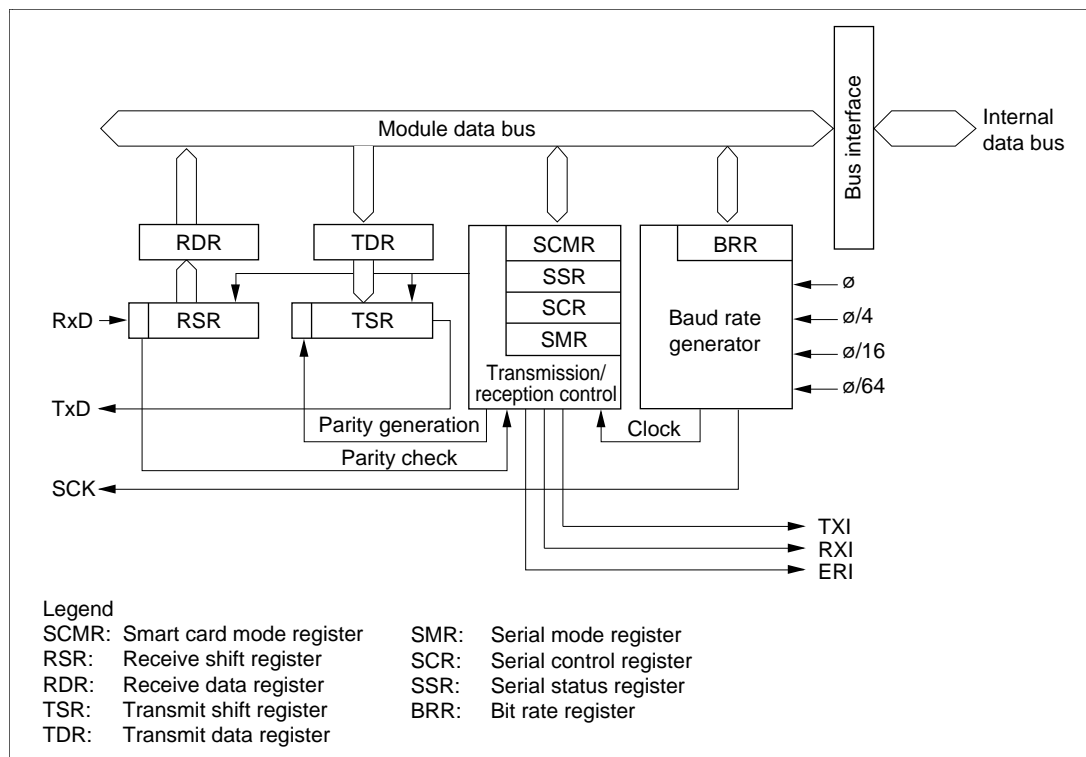 Module data bus
Bus interface
Internal
data bus
RDR
TDR
SCMR
SSR
SCR
SMR
Transmission/
reception control
BRR
Baud rate
generator
ø
ø/4
ø/16
ø/64
RxD
RSR
TSR
TxD
Parity generation
Parity check
Clock
SCK
TXI
RXI
ERI
Legend
SCMR: Smart card mode register
RSR: Receive shift register
RDR: Receive data register
TSR: Transmit shift register
TDR: Transmit data register
SMR: Serial mode register
SCR: Serial control register
SSR: Serial status register
BRR: Bit rate register